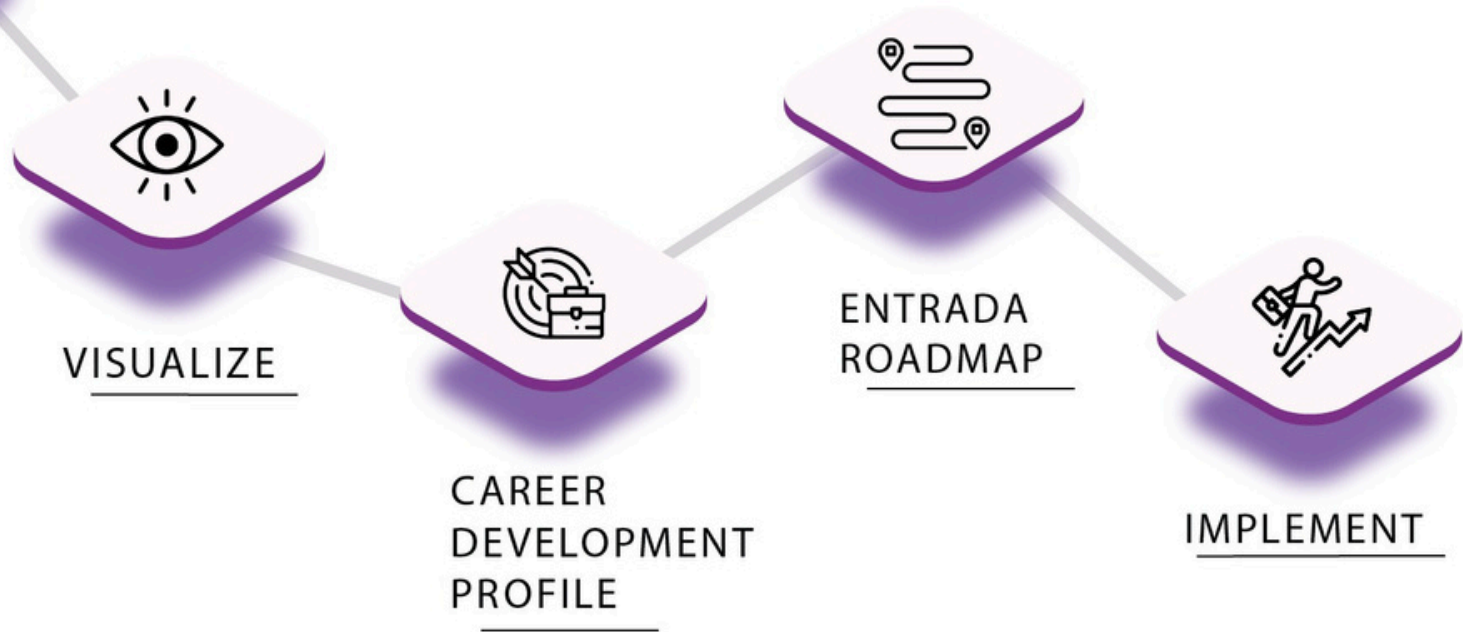 VISUALIZE
CAREER
DEVELOPMENT
PROFILE
ENTRADA
ROADMAP
IMPLEMENT